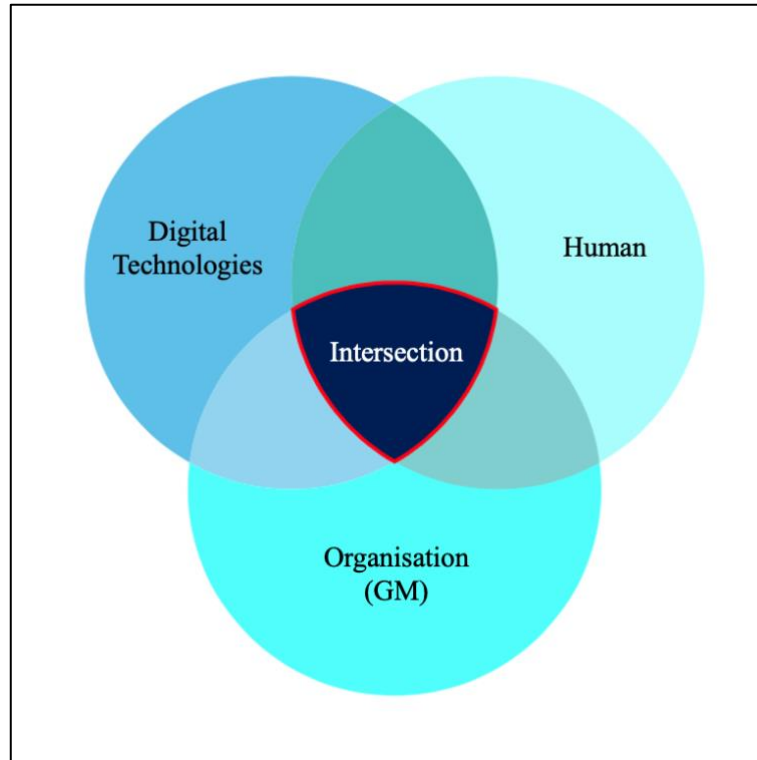 Digital
Technologies
Human
Intersection
Organisation
(GM)